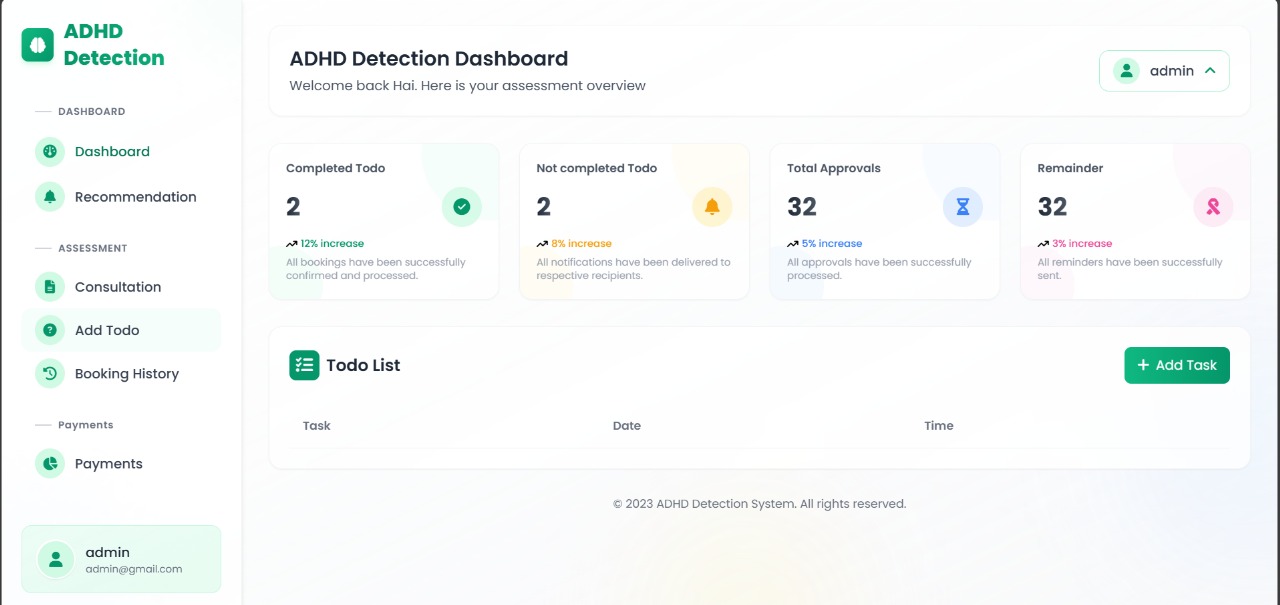 ADHD
Detection
DASHBOARD
Dashboard
Recommendation
ASSESSMENT
Consultation
Add Todo
Booking History
Payments
Payments
admin
admin@gmail.com
ADHD Detection Dashboard
Welcome back Hai. Here is your assessment overview
admin
Completed Todo
2
12% increase
All bookings have been successfully
confirmed and processed.
Not completed Todo
2
8% increase
All notifications have been delivered to
respective recipients.
Total Approvals
32
5% increase
All approvals have been successfully
processed.
Remainder
32
3% increase
All reminders have been successfully
sent.
Todo List
+ Add Task
Task Date Time
© 2023 ADHD Detection System. All rights reserved.